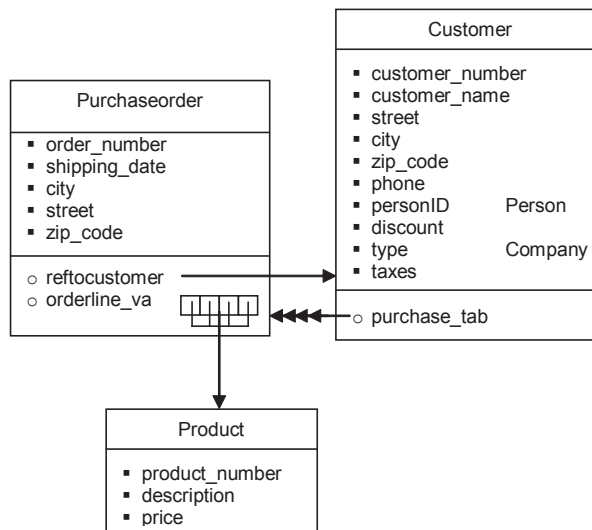 Customer
customer_number
customer_name
street
city
zip_code
phone
personID Person
discount
type Company
taxes
purchase_tab
Purchaseorder
order_number
shipping_date
city
street
zip_code
reftocustomer
orderline_va
Product
product_number
description
price